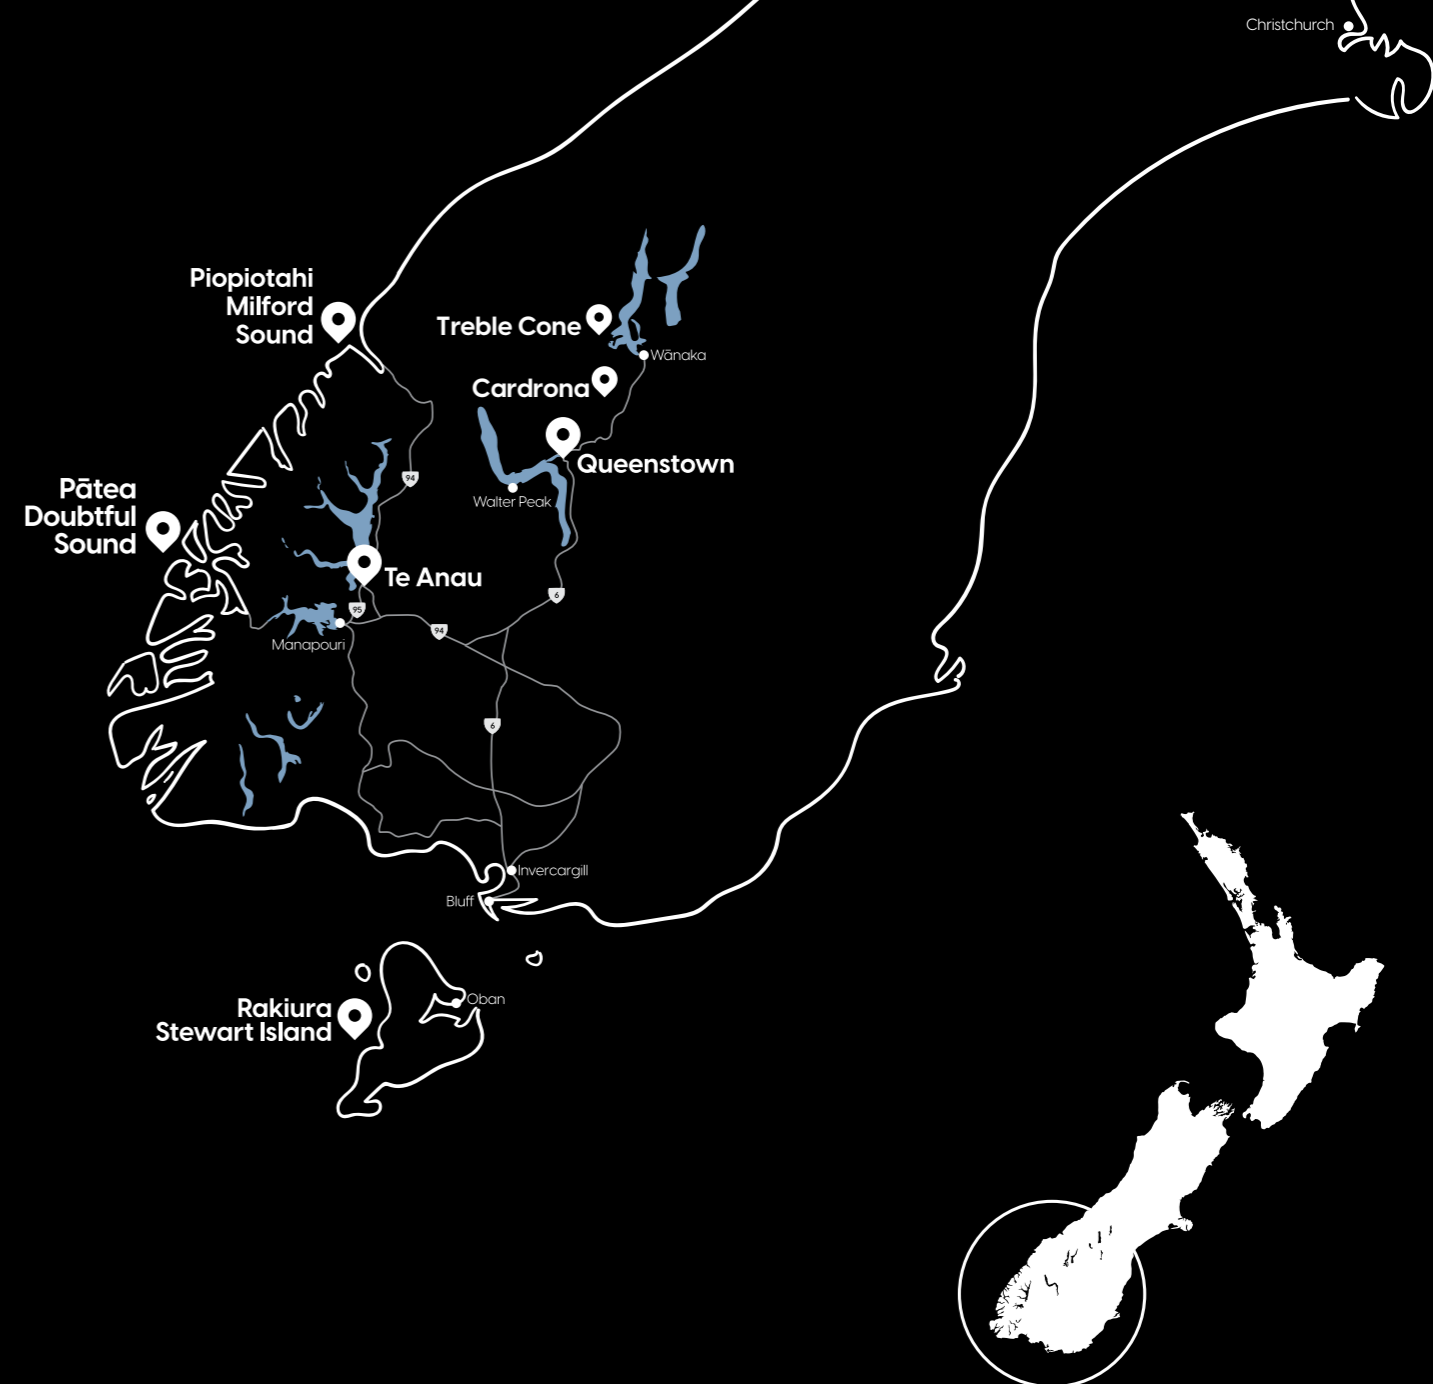 Christchurch
Piopiotahi
Milford
Sound
Treble Cone
Wānaka
Cardrona
Queenstown
94
Walter Peak
Pātea
Doubtful
Sound
Te Anau
6
95
94
Manapouri
6
Invercargill
Bluff
Oban
Rakiura
Stewart Island